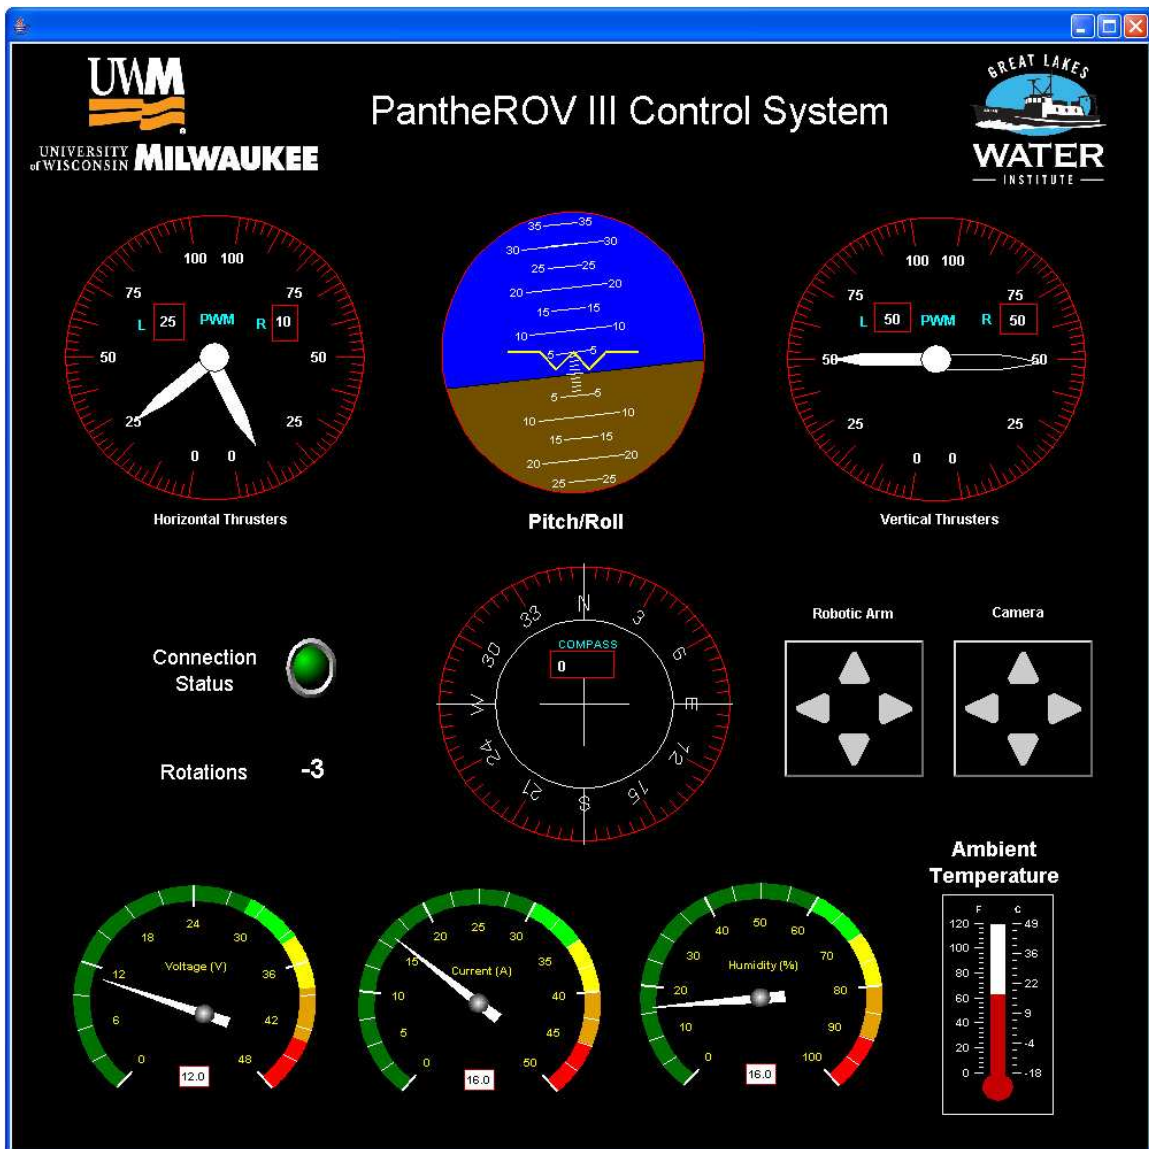 UWM
UNIVERSITY
of WISCONSIN MILWAUKEE
PantheROV III Control System
GREAT LAKES
WATER
INSTITUTE
100 100
75 75
L 25 PWM R 10
50 50
25 25
0 0
Horizontal Thrusters
35 35
30 30
25 25
20 20
15 15
10 10
5 5
5 5
10 10
15 15
20 20
25 25
Pitch/Roll
100 100
75 75
L 50 PWM R 50
50 50
25 25
0 0
Vertical Thrusters
Connection
Status
Rotations -3
N
33 3
30 6
COMPASS
0
W E
24 12
21 15
S
Robotic Arm
Camera
Voltage (V)
0 6 12 18 24 30 36 42 48
12.0
Current (A)
0 5 10 15 20 25 30 35 40 45 50
16.0
Humidity (%)
0 10 20 30 40 50 60 70 80 90 100
16.0
Ambient
Temperature
F C
120 49
100 36
80 22
60 9
40 -4
20
0 -18